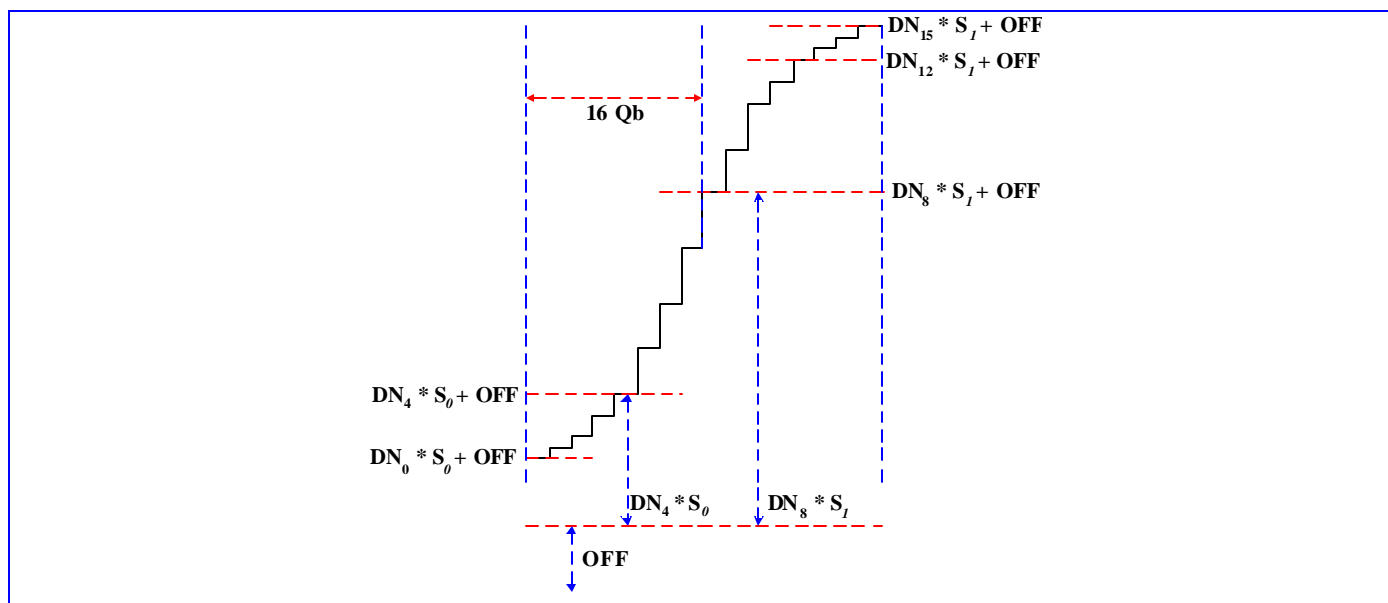 DN15 * S1 + OFF
DN12 * S1 + OFF
16 Qb
DN8 * S1 + OFF
DN4 * S0 + OFF
DN0 * S0 + OFF
DN4 * S0
DN8 * S1
OFF